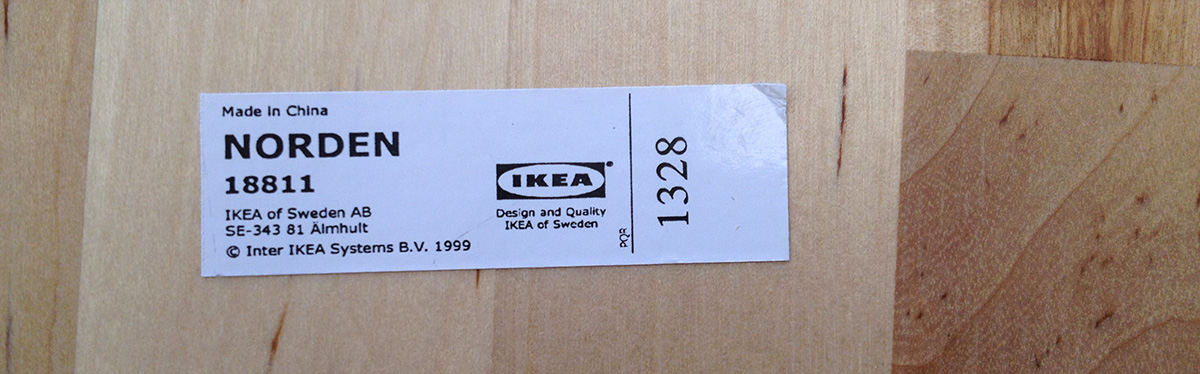 Made in China
NORDEN
18811
IKEA of Sweden AB
SE-343 81 Älmhult
© Inter IKEA Systems B.V. 1999
IKEA®
Design and Quality
IKEA of Sweden
PQR
1328